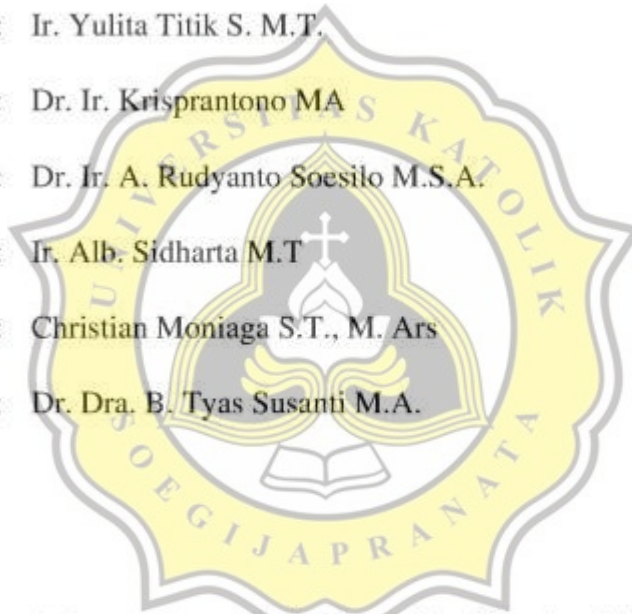 : Ir. Yulita Titik S. M.T.
: Dr. Ir. Krisprantono MA
: Dr. Ir. A. Rudyanto Soesilo M.S.A.
: Ir. Alb. Sidharta M.T
: Christian Moniaga S.T., M. Ars
: Dr. Dra. B. Tyas Susanti M.A.
UNIVERSITAS KATOLIK
SOEGIJAPRANATA